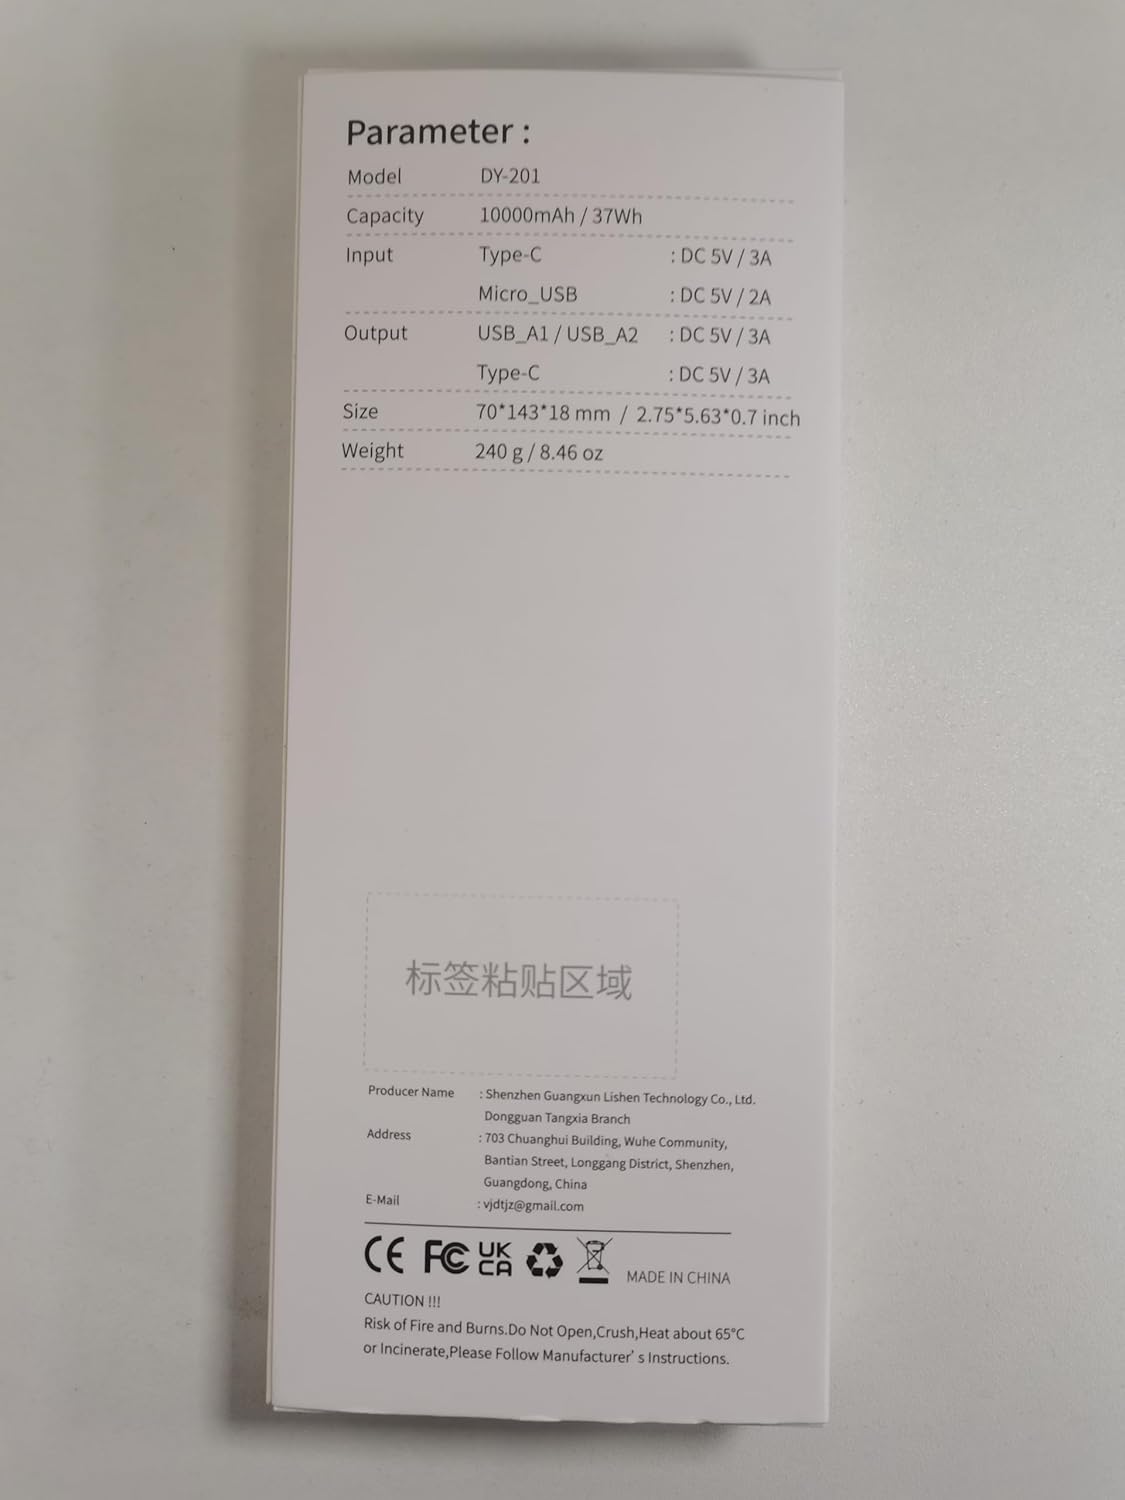 Parameter :
Model DY-201
Capacity 10000mAh / 37Wh
Input Type-C : DC 5V / 3A
Micro_USB : DC 5V / 2A
Output USB_A1 / USB_A2 : DC 5V / 3A
Type-C : DC 5V / 3A
Size 70*143*18 mm / 2.75*5.63*0.7 inch
Weight 240 g / 8.46 oz
标签粘贴区域
Producer Name : Shenzhen Guangxun Lishen Technology Co., Ltd.
Dongguan Tangxia Branch
Address : 703 Chuanghui Building, Wuhe Community,
Bantian Street, Longgang District, Shenzhen,
Guangdong, China
E-Mail : vjdtjz@gmail.com
CE FC UK CA MADE IN CHINA
CAUTION !!!
Risk of Fire and Burns.Do Not Open,Crush,Heat about 65°C
or Incinerate,Please Follow Manufacturer’ s Instructions.